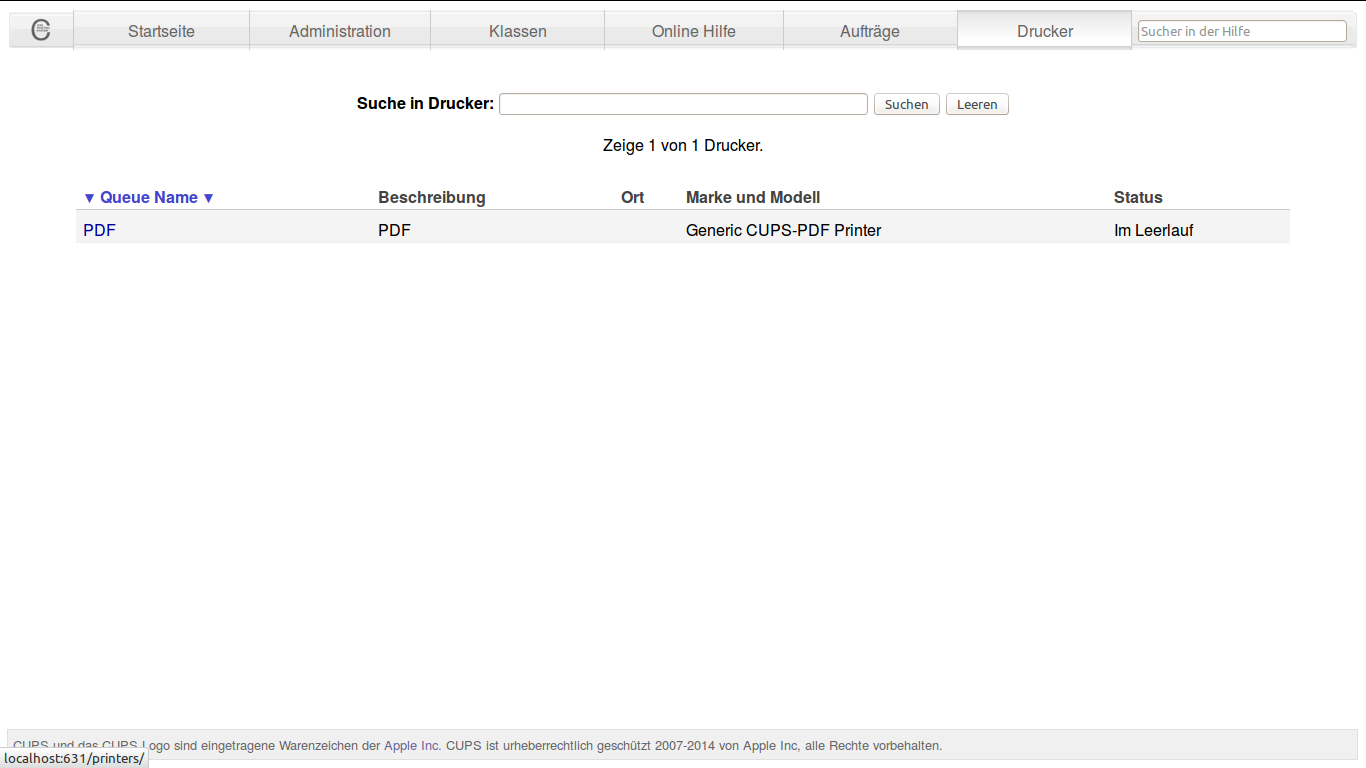 Startseite Administration Klassen Online Hilfe Aufträge Drucker Sucher in der Hilfe
Suche in Drucker: Suchen Leeren
Zeige 1 von 1 Drucker.
▼ Queue Name ▼ Beschreibung Ort Marke und Modell Status
PDF PDF Generic CUPS-PDF Printer Im Leerlauf
CUPS und das CUPS Logo sind eingetragene Warenzeichen der Apple Inc. CUPS ist urheberrechtlich geschützt 2007-2014 von Apple Inc, alle Rechte vorbehalten.
localhost:631/printers/